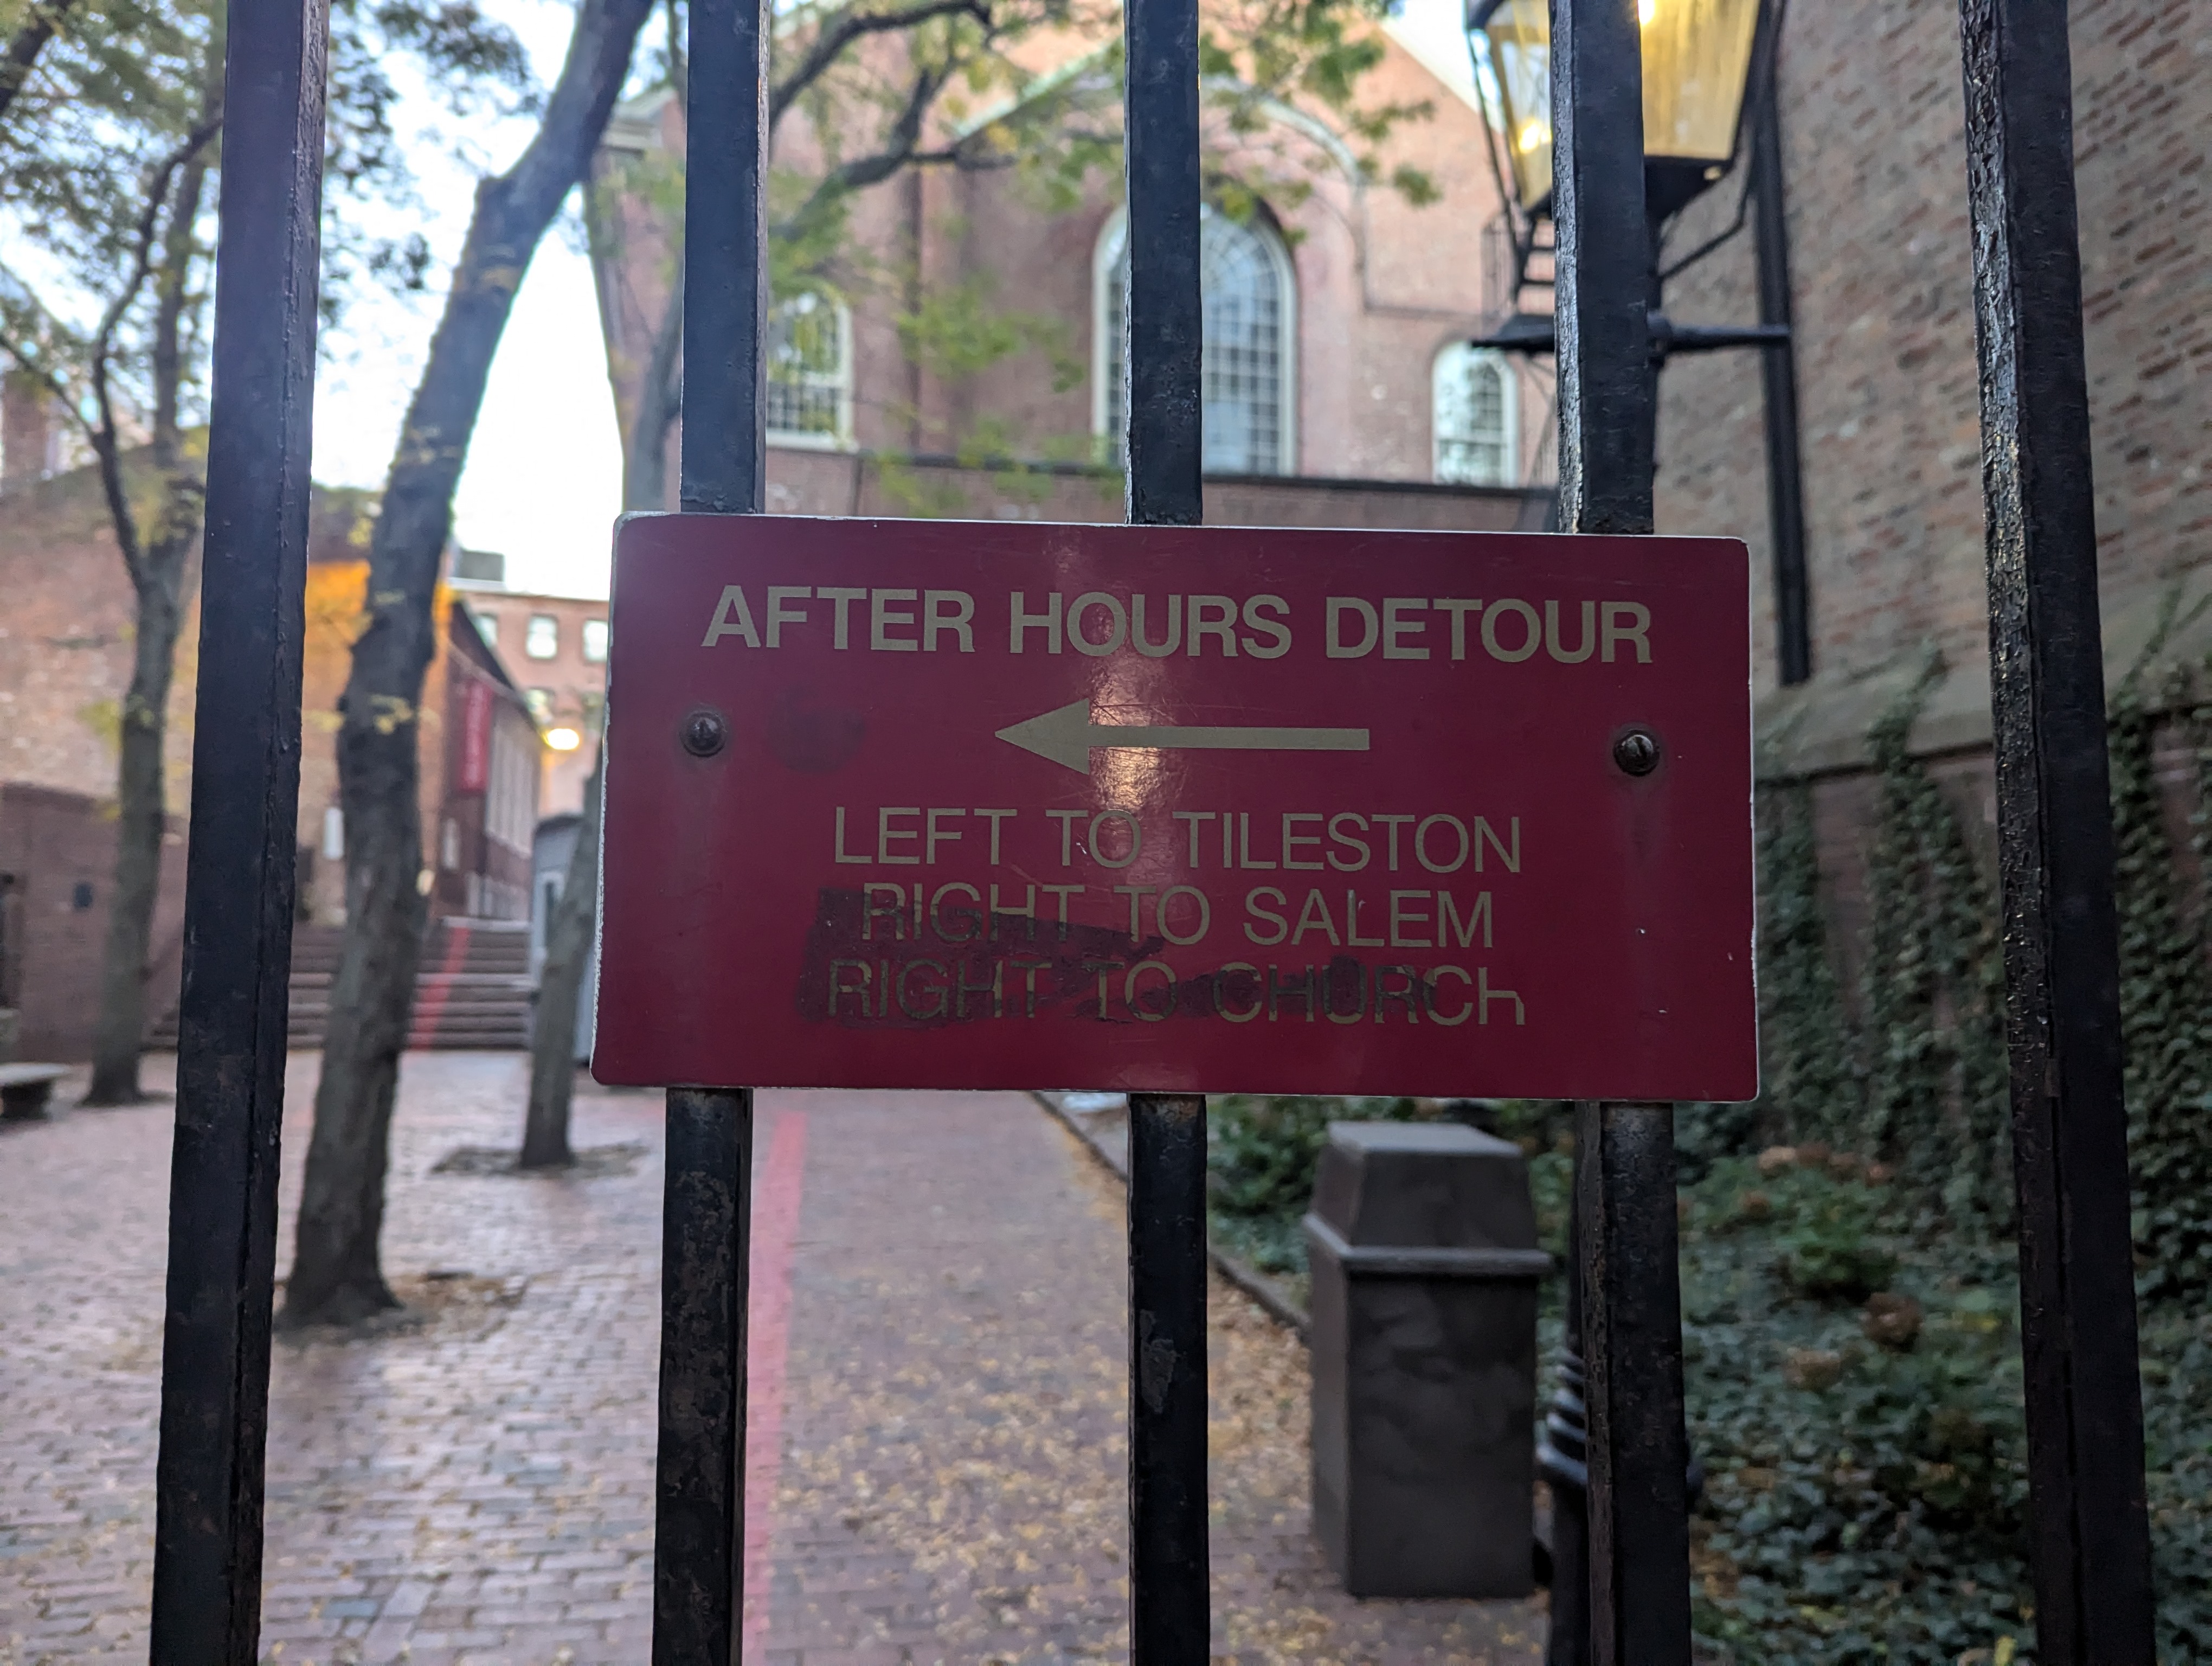 AFTER HOURS DETOUR
LEFT TO TILESTON
RIGHT TO SALEM
RIGHT TO CHURCh